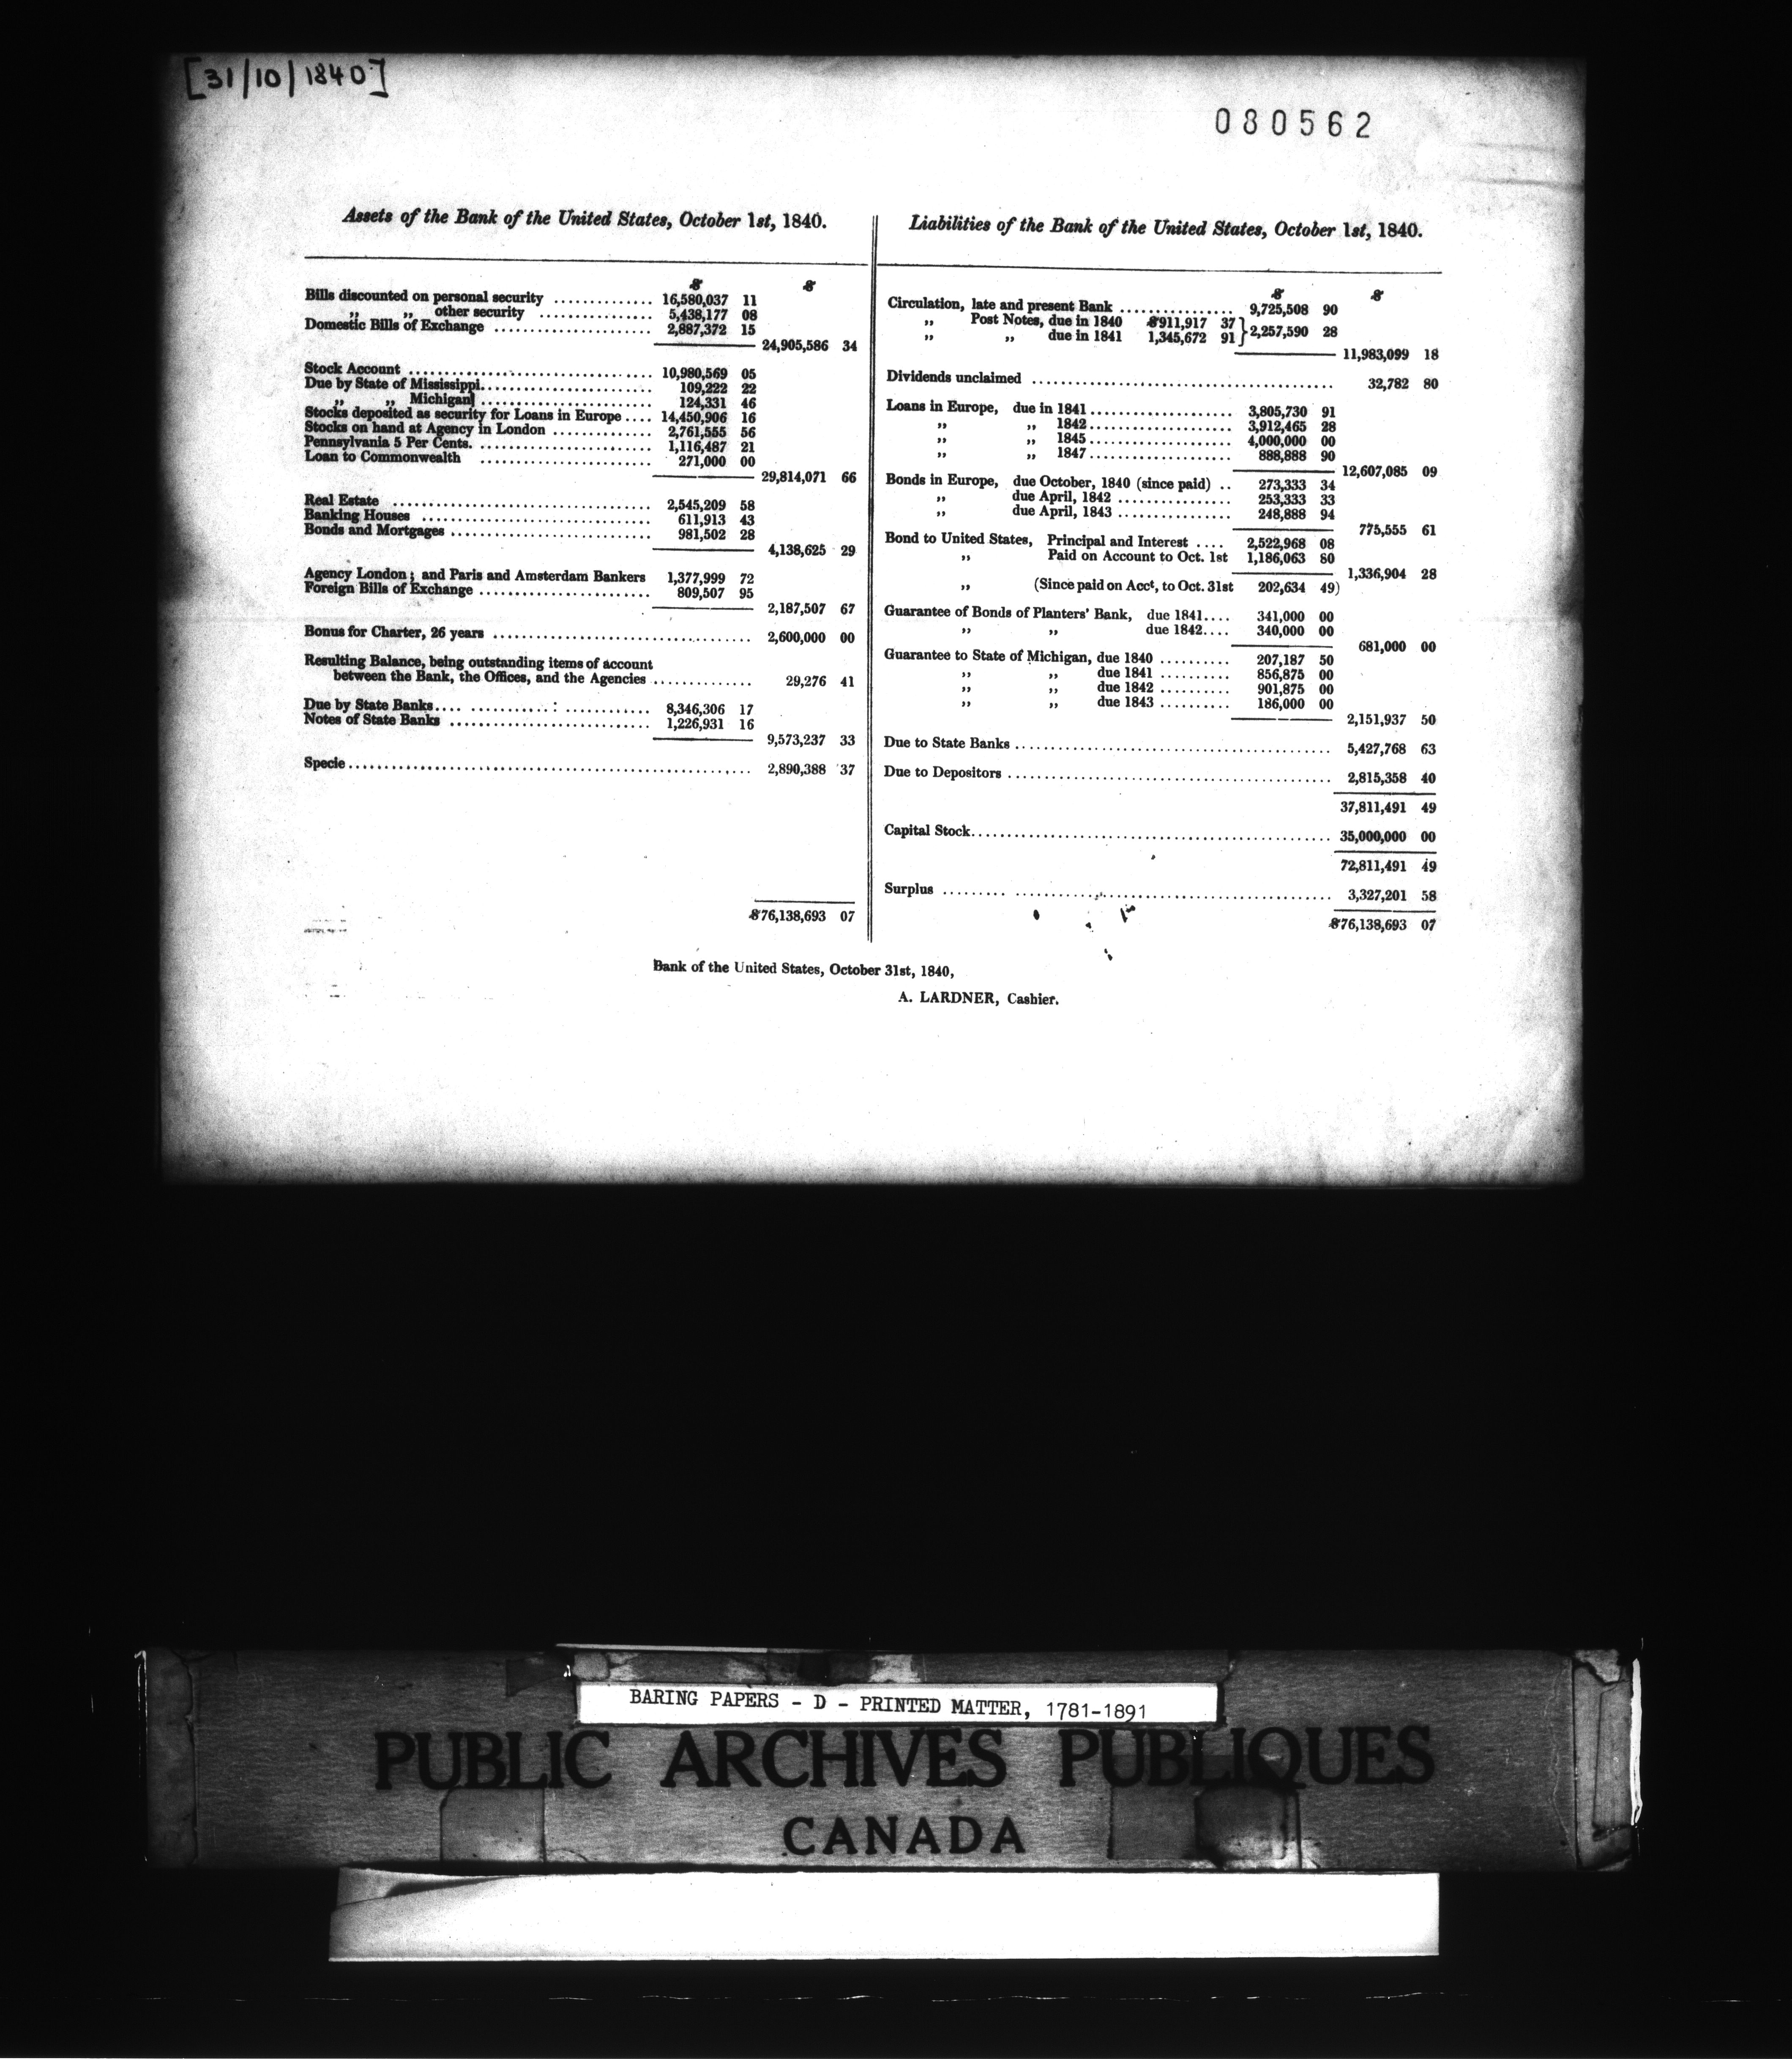 [31/10/1840]
080562
Assets of the Bank of the United States, October 1st, 1840.
$ $
Bills discounted on personal security .............. 16,580,037 11
„ „ other security ................ 5,438,177 08
Domestic Bills of Exchange ...................... 2,887,372 15
24,905,586 34
Stock Account .................................. 10,980,569 05
Due by State of Mississippi........................ 109,222 22
„ „ Michigan ........................ 124,331 46
Stocks deposited as security for Loans in Europe .... 14,450,906 16
Stocks on hand at Agency in London .............. 2,761,555 56
Pennsylvania 5 Per Cents. ........................ 1,116,487 21
Loan to Commonwealth ........................ 271,000 00
29,814,071 66
Real Estate .................................... 2,545,209 58
Banking Houses ................................ 611,913 43
Bonds and Mortgages ............................ 981,502 28
4,138,625 29
Agency London; and Paris and Amsterdam Bankers 1,377,999 72
Foreign Bills of Exchange ........................ 809,507 95
2,187,507 67
Bonus for Charter, 26 years .................................... 2,600,000 00
Resulting Balance, being outstanding items of account
between the Bank, the Offices, and the Agencies .............. 29,276 41
Due by State Banks.... ............ : ............ 8,346,306 17
Notes of State Banks ............................ 1,226,931 16
9,573,237 33
Specie........................................................ 2,890,388 37
$76,138,693 07
Liabilities of the Bank of the United States, October 1st, 1840.
$ $
Circulation, late and present Bank ................ 9,725,508 90
„ Post Notes, due in 1840 $911,917 37 } 2,257,590 28
„ „ due in 1841 1,345,672 91
11,983,099 18
Dividends unclaimed .......................................... 32,782 80
Loans in Europe, due in 1841.................... 3,805,730 91
„ „ 1842.................... 3,912,465 28
„ „ 1845.................... 4,000,000 00
„ „ 1847.................... 888,888 90
12,607,085 09
Bonds in Europe, due October, 1840 (since paid) .. 273,333 34
„ due April, 1842 ................ 253,333 33
„ due April, 1843 ................ 248,888 94
775,555 61
Bond to United States, Principal and Interest .... 2,522,968 08
„ Paid on Account to Oct. 1st 1,186,063 80
1,336,904 28
„ (Since paid on Acct, to Oct. 31st 202,634 49)
Guarantee of Bonds of Planters' Bank, due 1841.... 341,000 00
„ „ due 1842.... 340,000 00
681,000 00
Guarantee to State of Michigan, due 1840 .......... 207,187 50
„ „ due 1841 .......... 856,875 00
„ „ due 1842 .......... 901,875 00
„ „ due 1843 .......... 186,000 00
2,151,937 50
Due to State Banks ............................................ 5,427,768 63
Due to Depositors ............................................. 2,815,358 40
37,811,491 49
Capital Stock.................................................. 35,000,000 00
72,811,491 49
Surplus ......... ............................................ 3,327,201 58
$76,138,693 07
Bank of the United States, October 31st, 1840,
A. LARDNER, Cashier.
BARING PAPERS - D - PRINTED MATTER, 1781-1891
PUBLIC ARCHIVES PUBLIQUES
CANADA